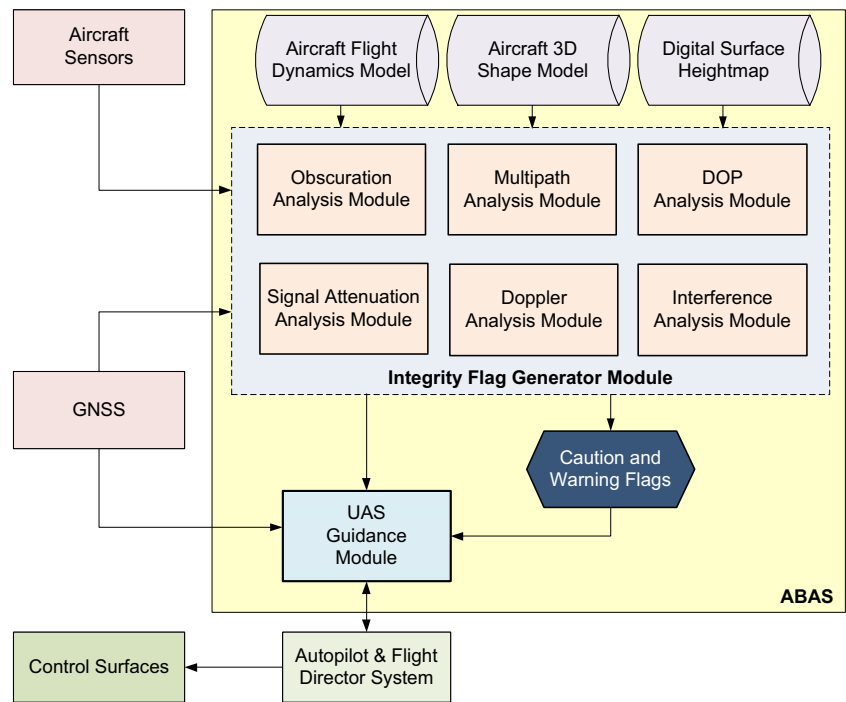 Aircraft
Sensors
Aircraft Flight
Dynamics Model
Aircraft 3D
Shape Model
Digital Surface
Heightmap
Obscuration
Analysis Module
Multipath
Analysis Module
DOP
Analysis Module
Signal Attenuation
Analysis Module
Doppler
Analysis Module
Interference
Analysis Module
Integrity Flag Generator Module
GNSS
Caution and
Warning Flags
UAS
Guidance
Module
ABAS
Control Surfaces
Autopilot & Flight
Director System